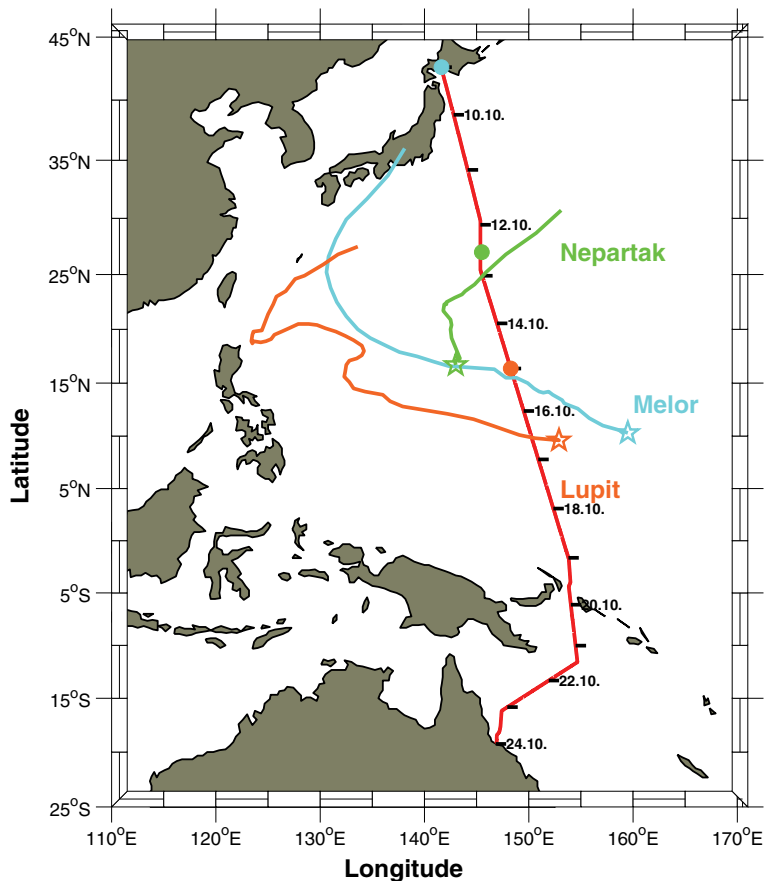 45°N
10.10.
35°N
12.10.
Nepartak
25°N
14.10.
15°N
16.10.
Melor
Lupit
5°N
18.10.
5°S
20.10.
22.10.
15°S
24.10.
25°S
110°E 120°E 130°E 140°E 150°E 160°E 170°E
Longitude
Latitude